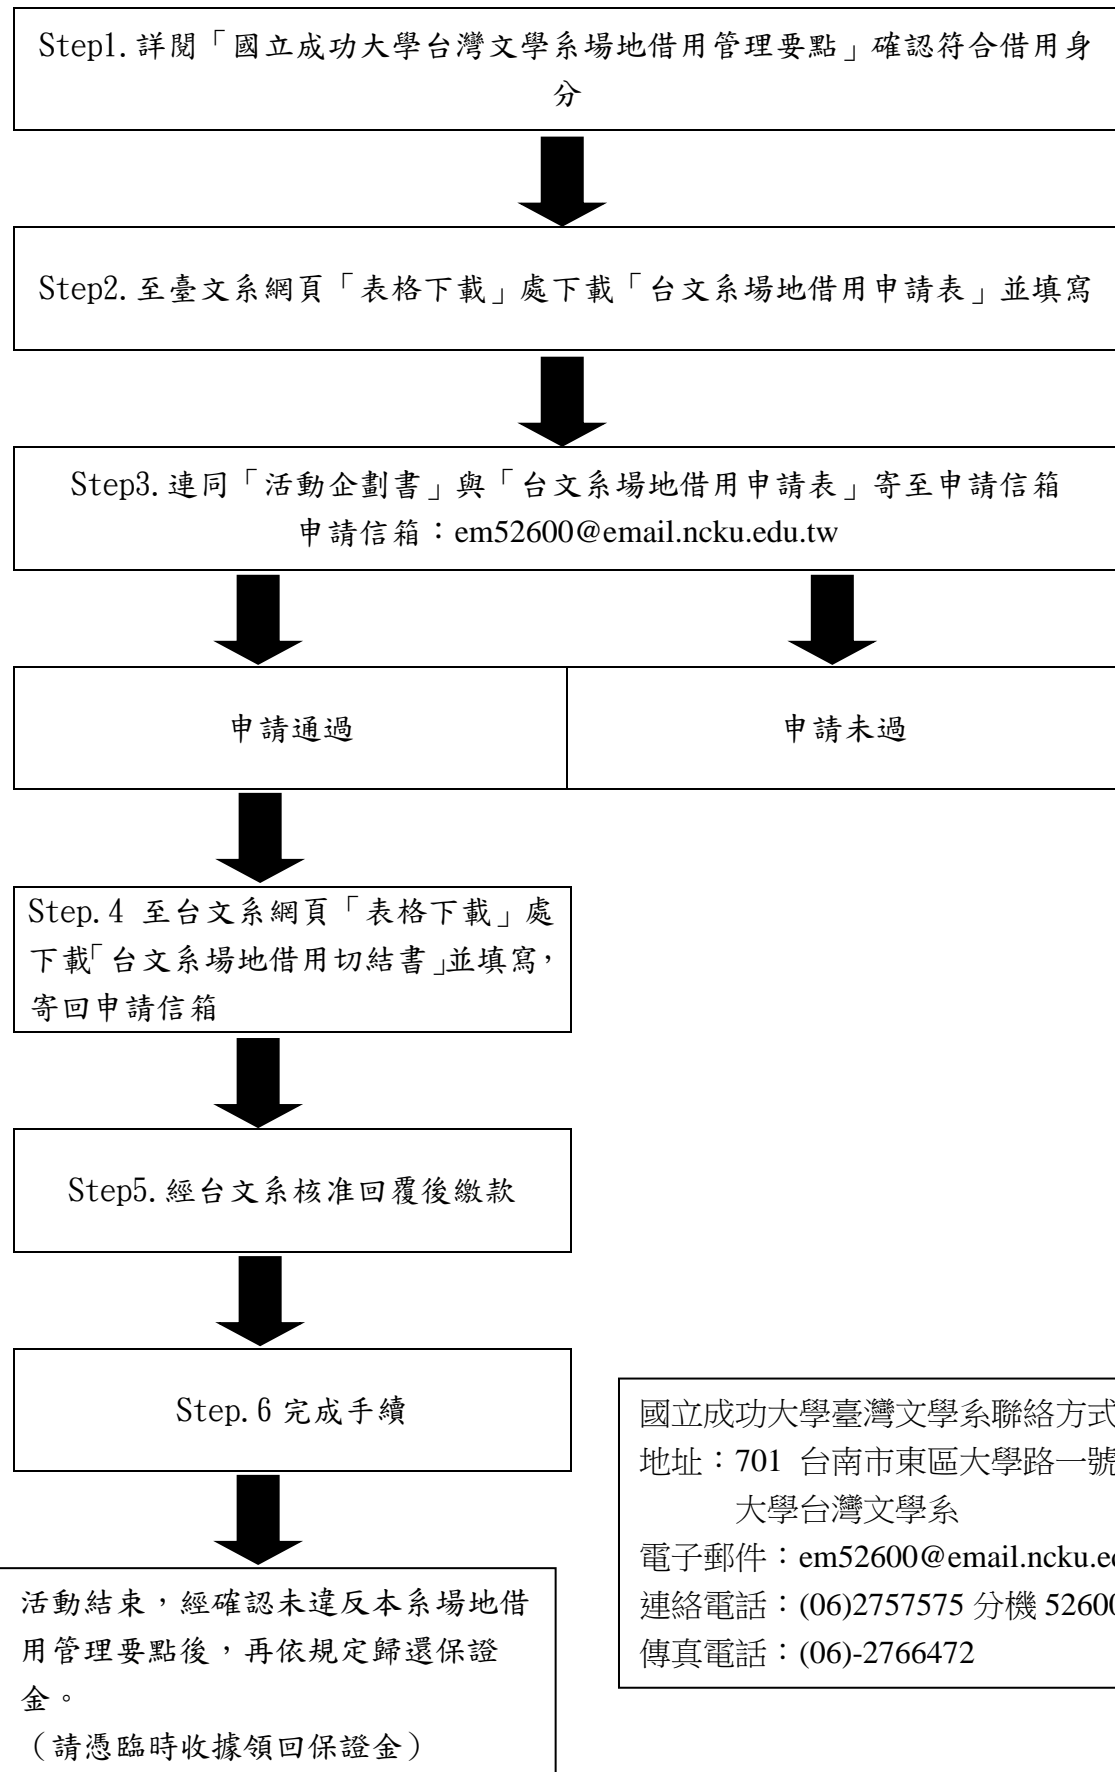 Step1.詳閱「國立成功大學台灣文學系場地借用管理要點」確認符合借用身
分
Step2.至臺文系網頁「表格下載」處下載「台文系場地借用申請表」並填寫
Step3.連同「活動企劃書」與「台文系場地借用申請表」寄至申請信箱
申請信箱：em52600@email.ncku.edu.tw
申請通過
申請未過
Step.4 至台文系網頁「表格下載」處
下載「台文系場地借用切結書」並填寫，
寄回申請信箱
Step5.經台文系核准回覆後繳款
Step.6 完成手續
活動結束，經確認未違反本系場地借
用管理要點後，再依規定歸還保證
金。
（請憑臨時收據領回保證金）
國立成功大學臺灣文學系聯絡方式
地址：701 台南市東區大學路一號
大學台灣文學系
電子郵件：em52600@email.ncku.e
連絡電話：(06)2757575 分機 52600
傳真電話：(06)-2766472